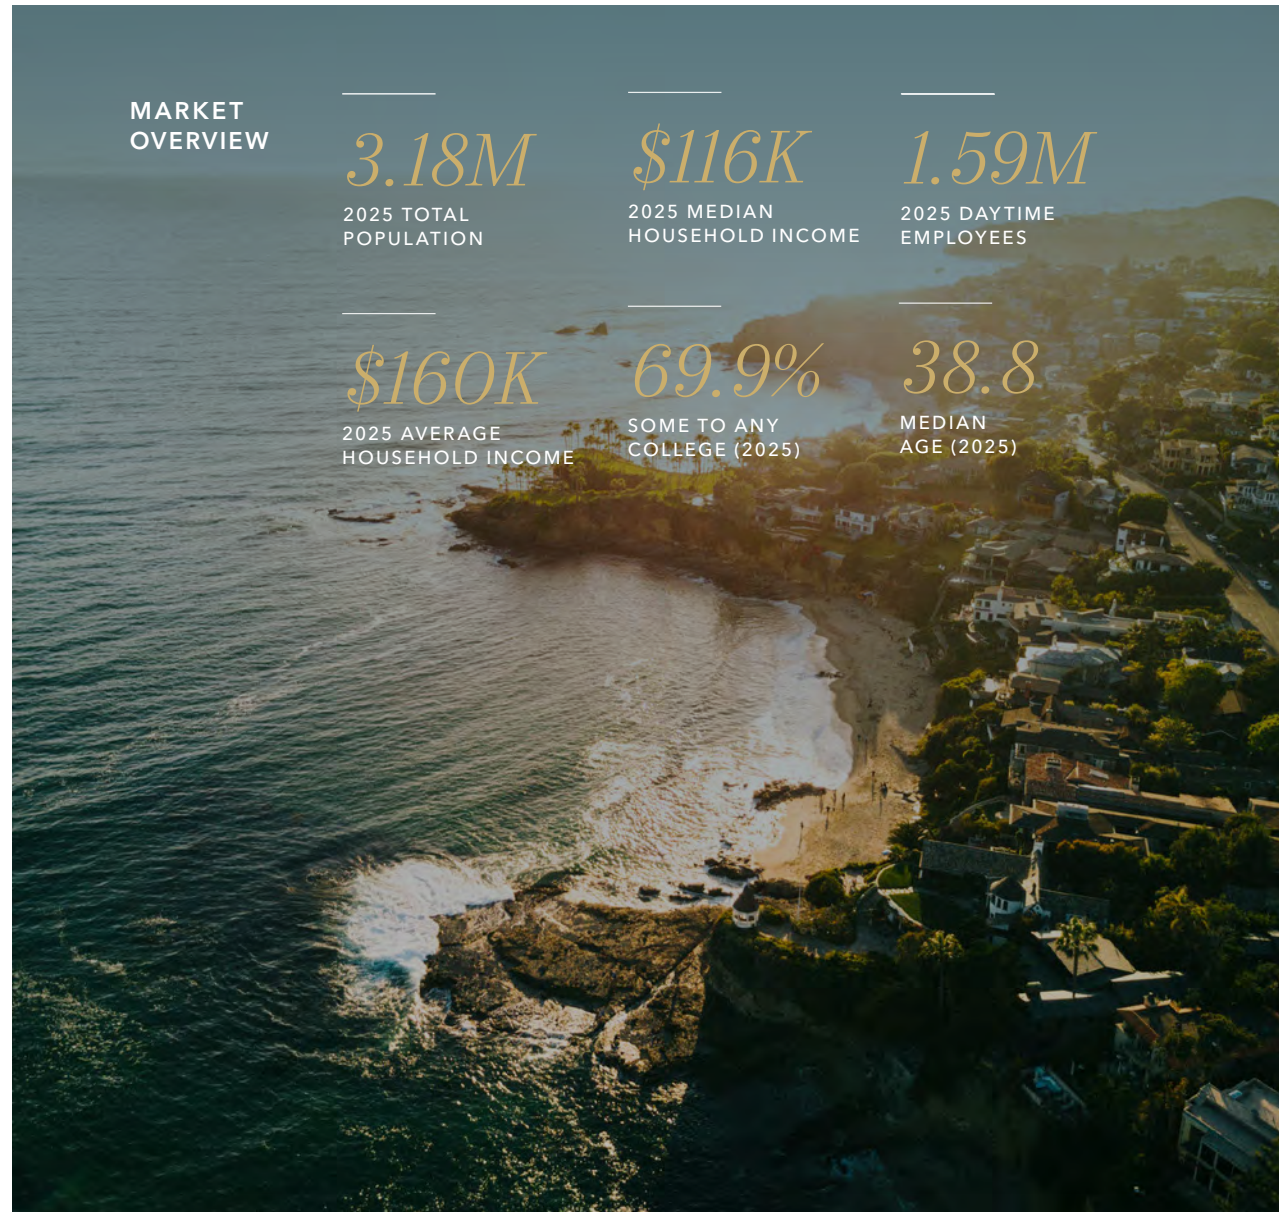 MARKET
OVERVIEW
3.18M
2025 TOTAL
POPULATION
$116K
2025 MEDIAN
HOUSEHOLD INCOME
1.59M
2025 DAYTIME
EMPLOYEES
$160K
2025 AVERAGE
HOUSEHOLD INCOME
69.9%
SOME TO ANY
COLLEGE (2025)
38.8
MEDIAN
AGE (2025)